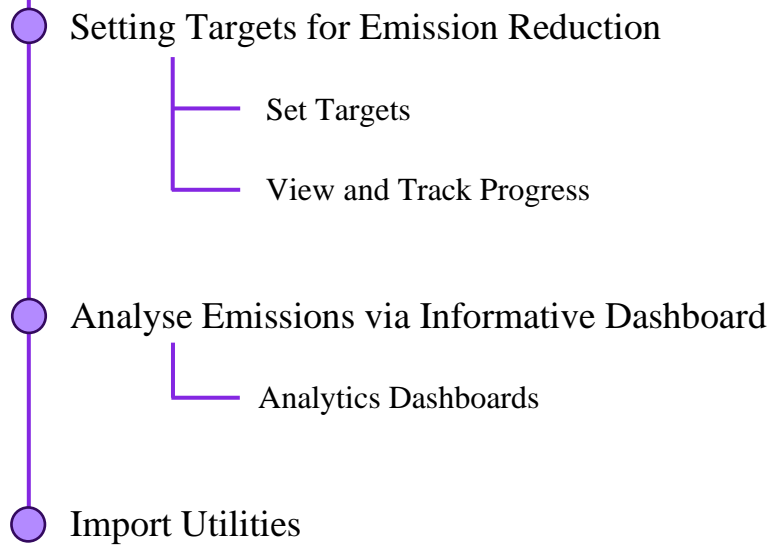 Setting Targets for Emission Reduction
Set Targets
View and Track Progress
Analyse Emissions via Informative Dashboard
Analytics Dashboards
Import Utilities